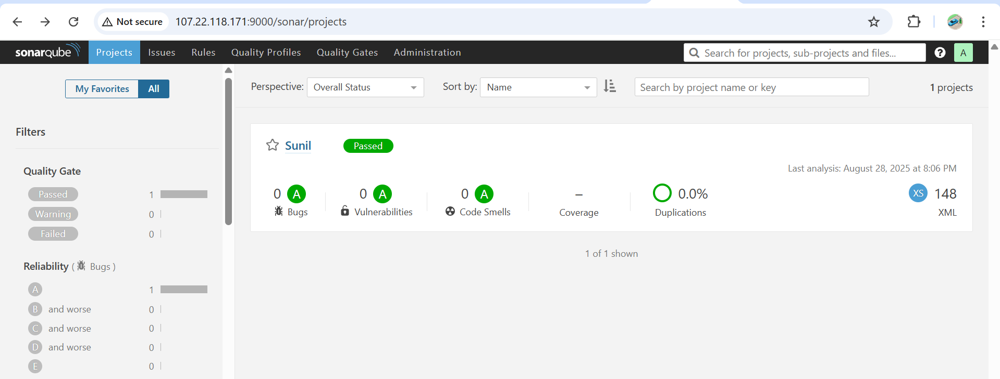 Not secure 107.22.118.171:9000/sonar/projects
sonarqube Projects Issues Rules Quality Profiles Quality Gates Administration Search for projects, sub-projects and files... ? A
My Favorites All
Perspective: Overall Status Sort by: Name Search by project name or key 1 projects
Filters
Quality Gate
Passed 1
Warning 0
Failed 0
Reliability ( Bugs )
A 1
B and worse 0
C and worse 0
D and worse 0
E 0
Sunil Passed
Last analysis: August 28, 2025 at 8:06 PM
0 A 0 A 0 A – 0.0% XS 148
Bugs Vulnerabilities Code Smells Coverage Duplications XML
1 of 1 shown